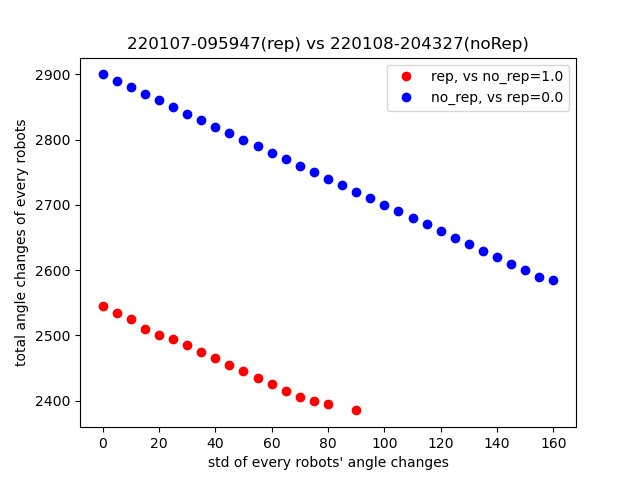 220107-095947(rep) vs 220108-204327(noRep)
rep, vs no_rep=1.0
no_rep, vs rep=0.0
total angle changes of every robots
2900
2800
2700
2600
2500
2400
0 20 40 60 80 100 120 140 160
std of every robots' angle changes